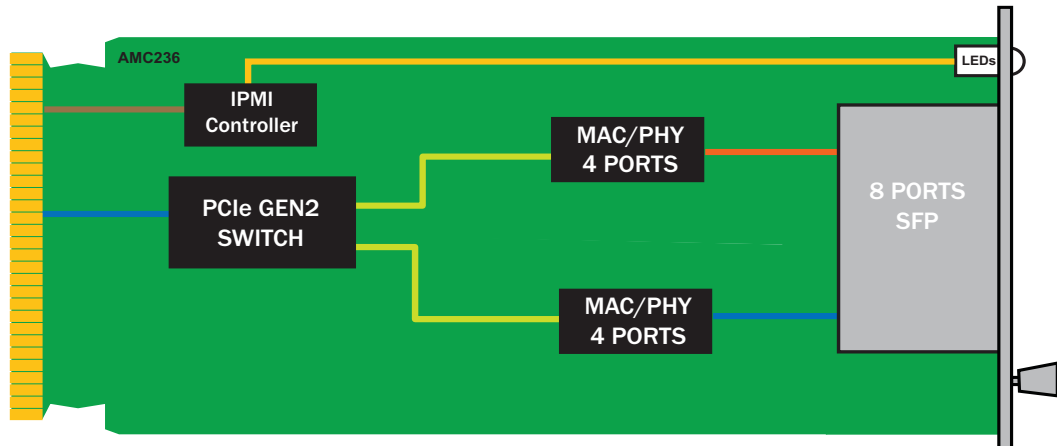 AMC236
LEDs
IPMI
Controller
MAC/PHY
4 PORTS
PCIe GEN2
SWITCH
8 PORTS
SFP
MAC/PHY
4 PORTS